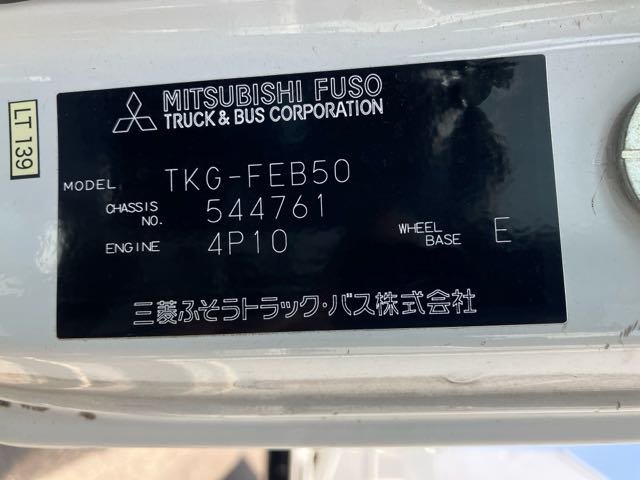 MITSUBISHI FUSO
TRUCK & BUS CORPORATION
LT 139
MODEL TKG-FEB50
CHASSIS NO. 544761
ENGINE 4P10 WHEEL BASE E
三菱ふそうトラック・バス株式会社